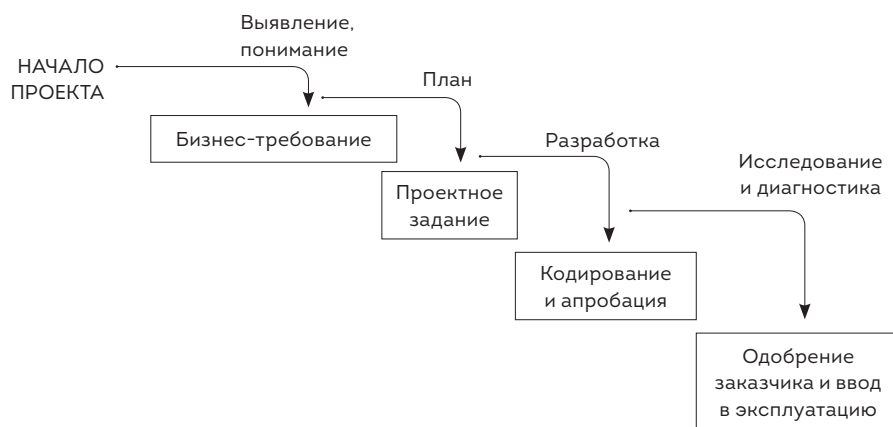 Выявление,
понимание
НАЧАЛО
ПРОЕКТА
План
Бизнес-требование
Разработка
Проектное
задание
Исследование
и диагностика
Кодирование
и апробация
Одобрение
заказчика и ввод
в эксплуатацию